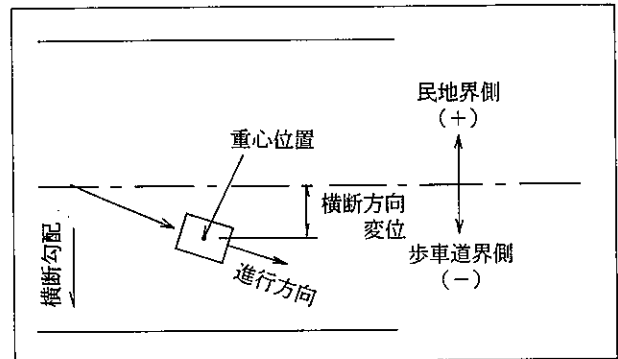 民地界側
(+)
重心位置
横断方向
変位
横断勾配
進行方向
歩車道界側
(−)